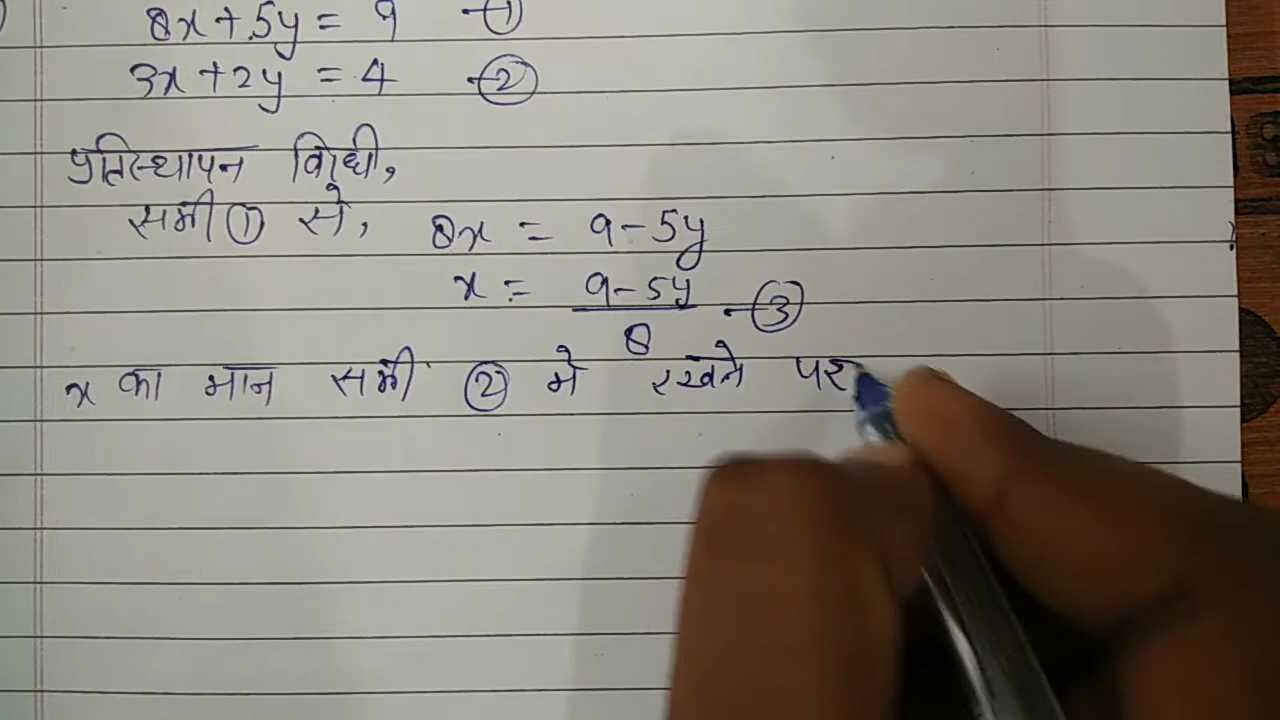 8x + 5y = 9 —①
3x + 2y = 4 —②
प्रतिस्थापन विधी,
समी ① से, 8x = 9 - 5y
x = 9 - 5y / 8 —③
x का मान समी ② मे रखने पर